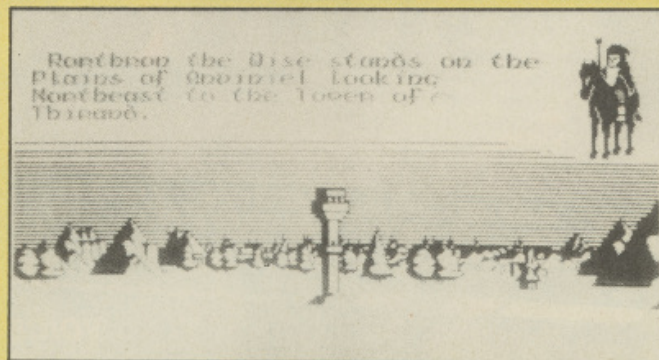 Rorthron the Wise stands on the
Plains of looking
Northeast to the Tower of